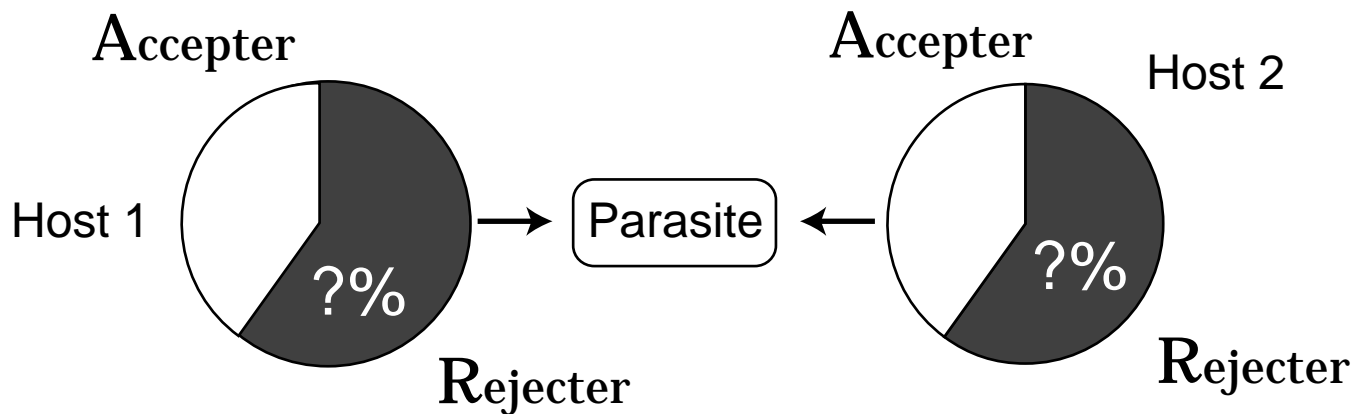 Accepter
Accepter
Host 2
Host 1
Parasite
?%
?%
Rejecter
Rejecter